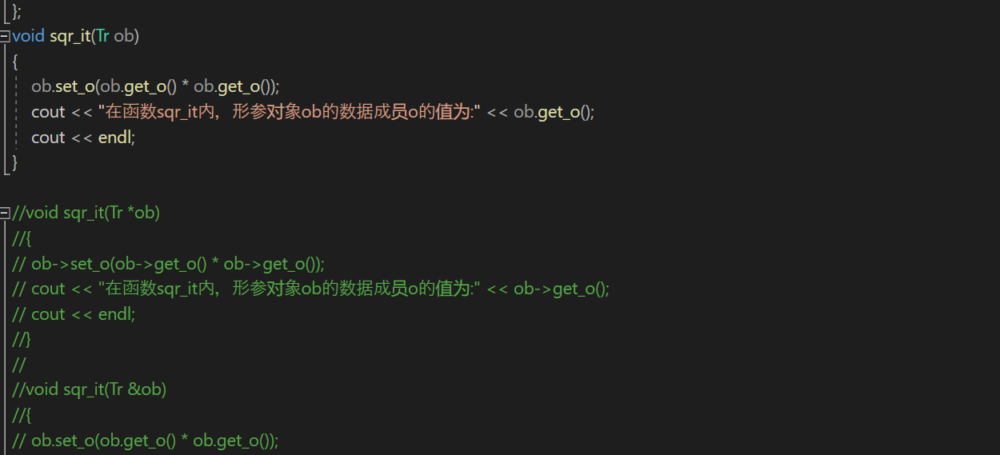 };
void sqr_it(Tr ob)
{
ob.set_o(ob.get_o() * ob.get_o());
cout << "在函数sqr_it内，形参对象ob的数据成员o的值为:" << ob.get_o();
cout << endl;
}
//void sqr_it(Tr *ob)
//{
// ob->set_o(ob->get_o() * ob->get_o());
// cout << "在函数sqr_it内，形参对象ob的数据成员o的值为:" << ob->get_o();
// cout << endl;
//}
//
//void sqr_it(Tr &ob)
//{
// ob.set_o(ob.get_o() * ob.get_o());